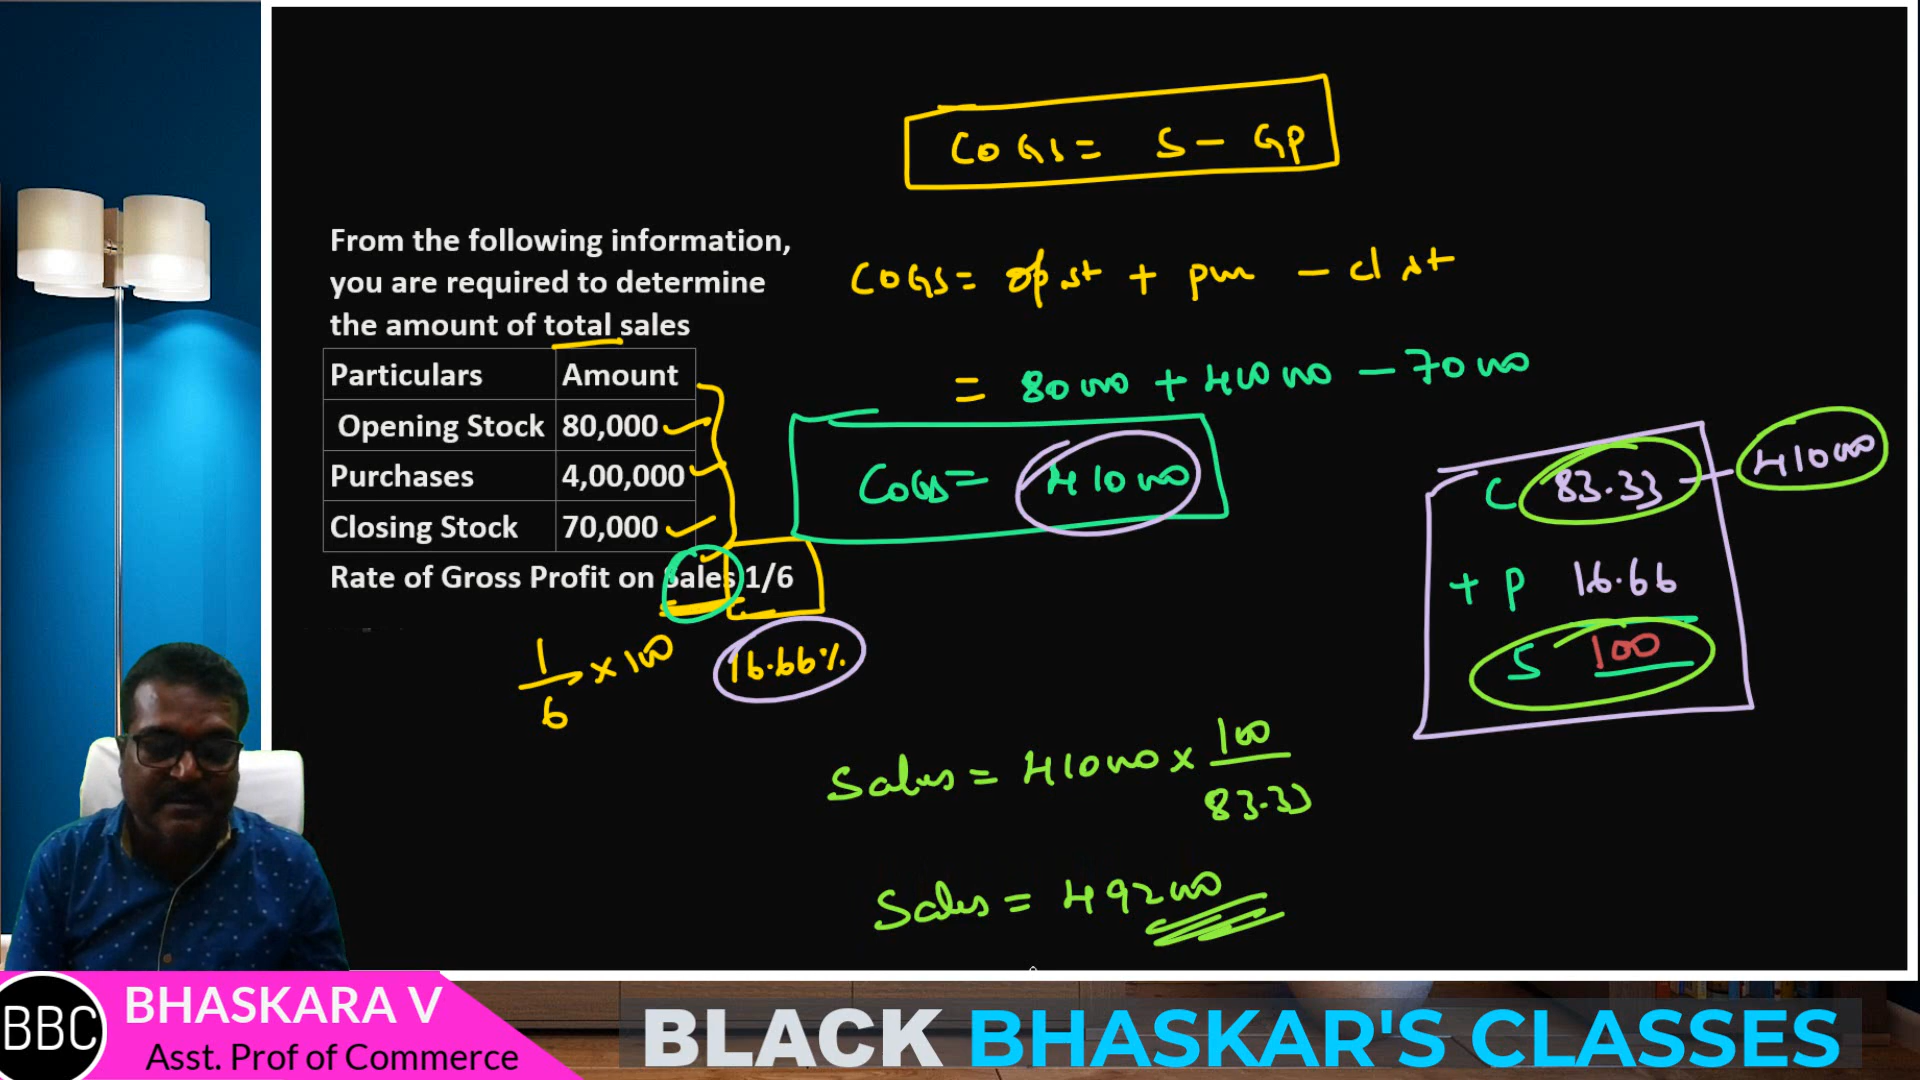 COGS = S - GP
From the following information,
you are required to determine
the amount of total sales
Particulars Amount
Opening Stock 80,000
Purchases 4,00,000
Closing Stock 70,000
Rate of Gross Profit on Sales 1/6
COGS = op st + pur - cl st
= 80000 + 400000 - 70000
COGS = 410000
C 83.33 - 410000
+ P 16.66
S 100
1/6 x 100 16.66%
Sales = 410000 x 100/83.33
Sales = 492000
BBC
BHASKARA V
Asst. Prof of Commerce
BLACK BHASKAR'S CLASSES